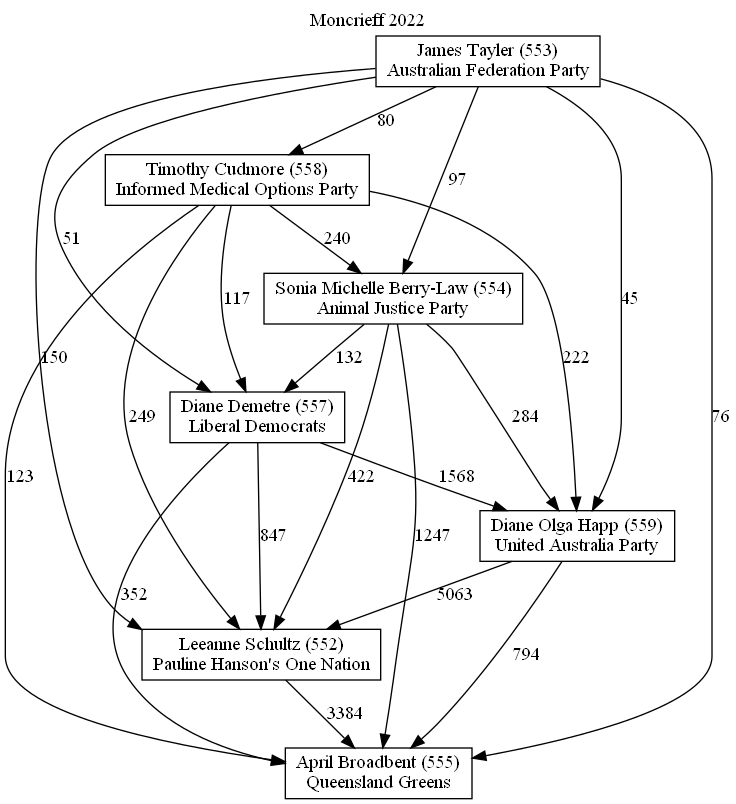 Moncrieff 2022
James Tayler (553)
Australian Federation Party
80
97
Timothy Cudmore (558)
Informed Medical Options Party
51
240
117
Sonia Michelle Berry-Law (554)
Animal Justice Party
45
150
132
222
Diane Demetre (557)
Liberal Democrats
249
284
76
123
422
1568
847
1247
Diane Olga Happ (559)
United Australia Party
352
5063
Leeanne Schultz (552)
Pauline Hanson's One Nation
794
3384
April Broadbent (555)
Queensland Greens